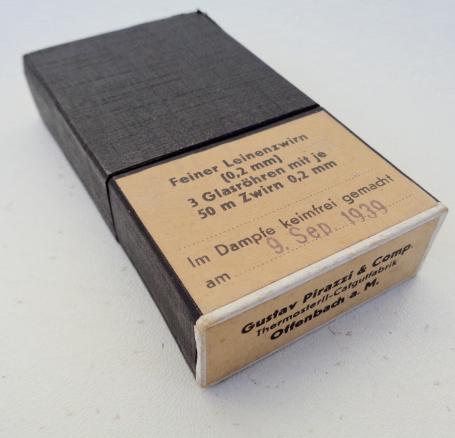 Feiner Leinenzwirn
(0,2 mm)
3 Glasröhren mit je
50 m Zwirn 0,2 mm
Im Dampfe keimfrei gemacht
am 9. Sep. 1939
Gustav Pirazzi & Comp.
Thermosteril-Catgutfabrik
Offenbach a. M.